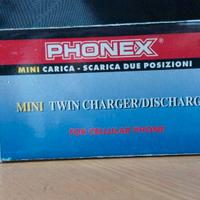 PHONEX®
MINI CARICA - SCARICA DUE POSIZIONI
MINI TWIN CHARGER/DISCHARG
FOR CELLULAR PHONE